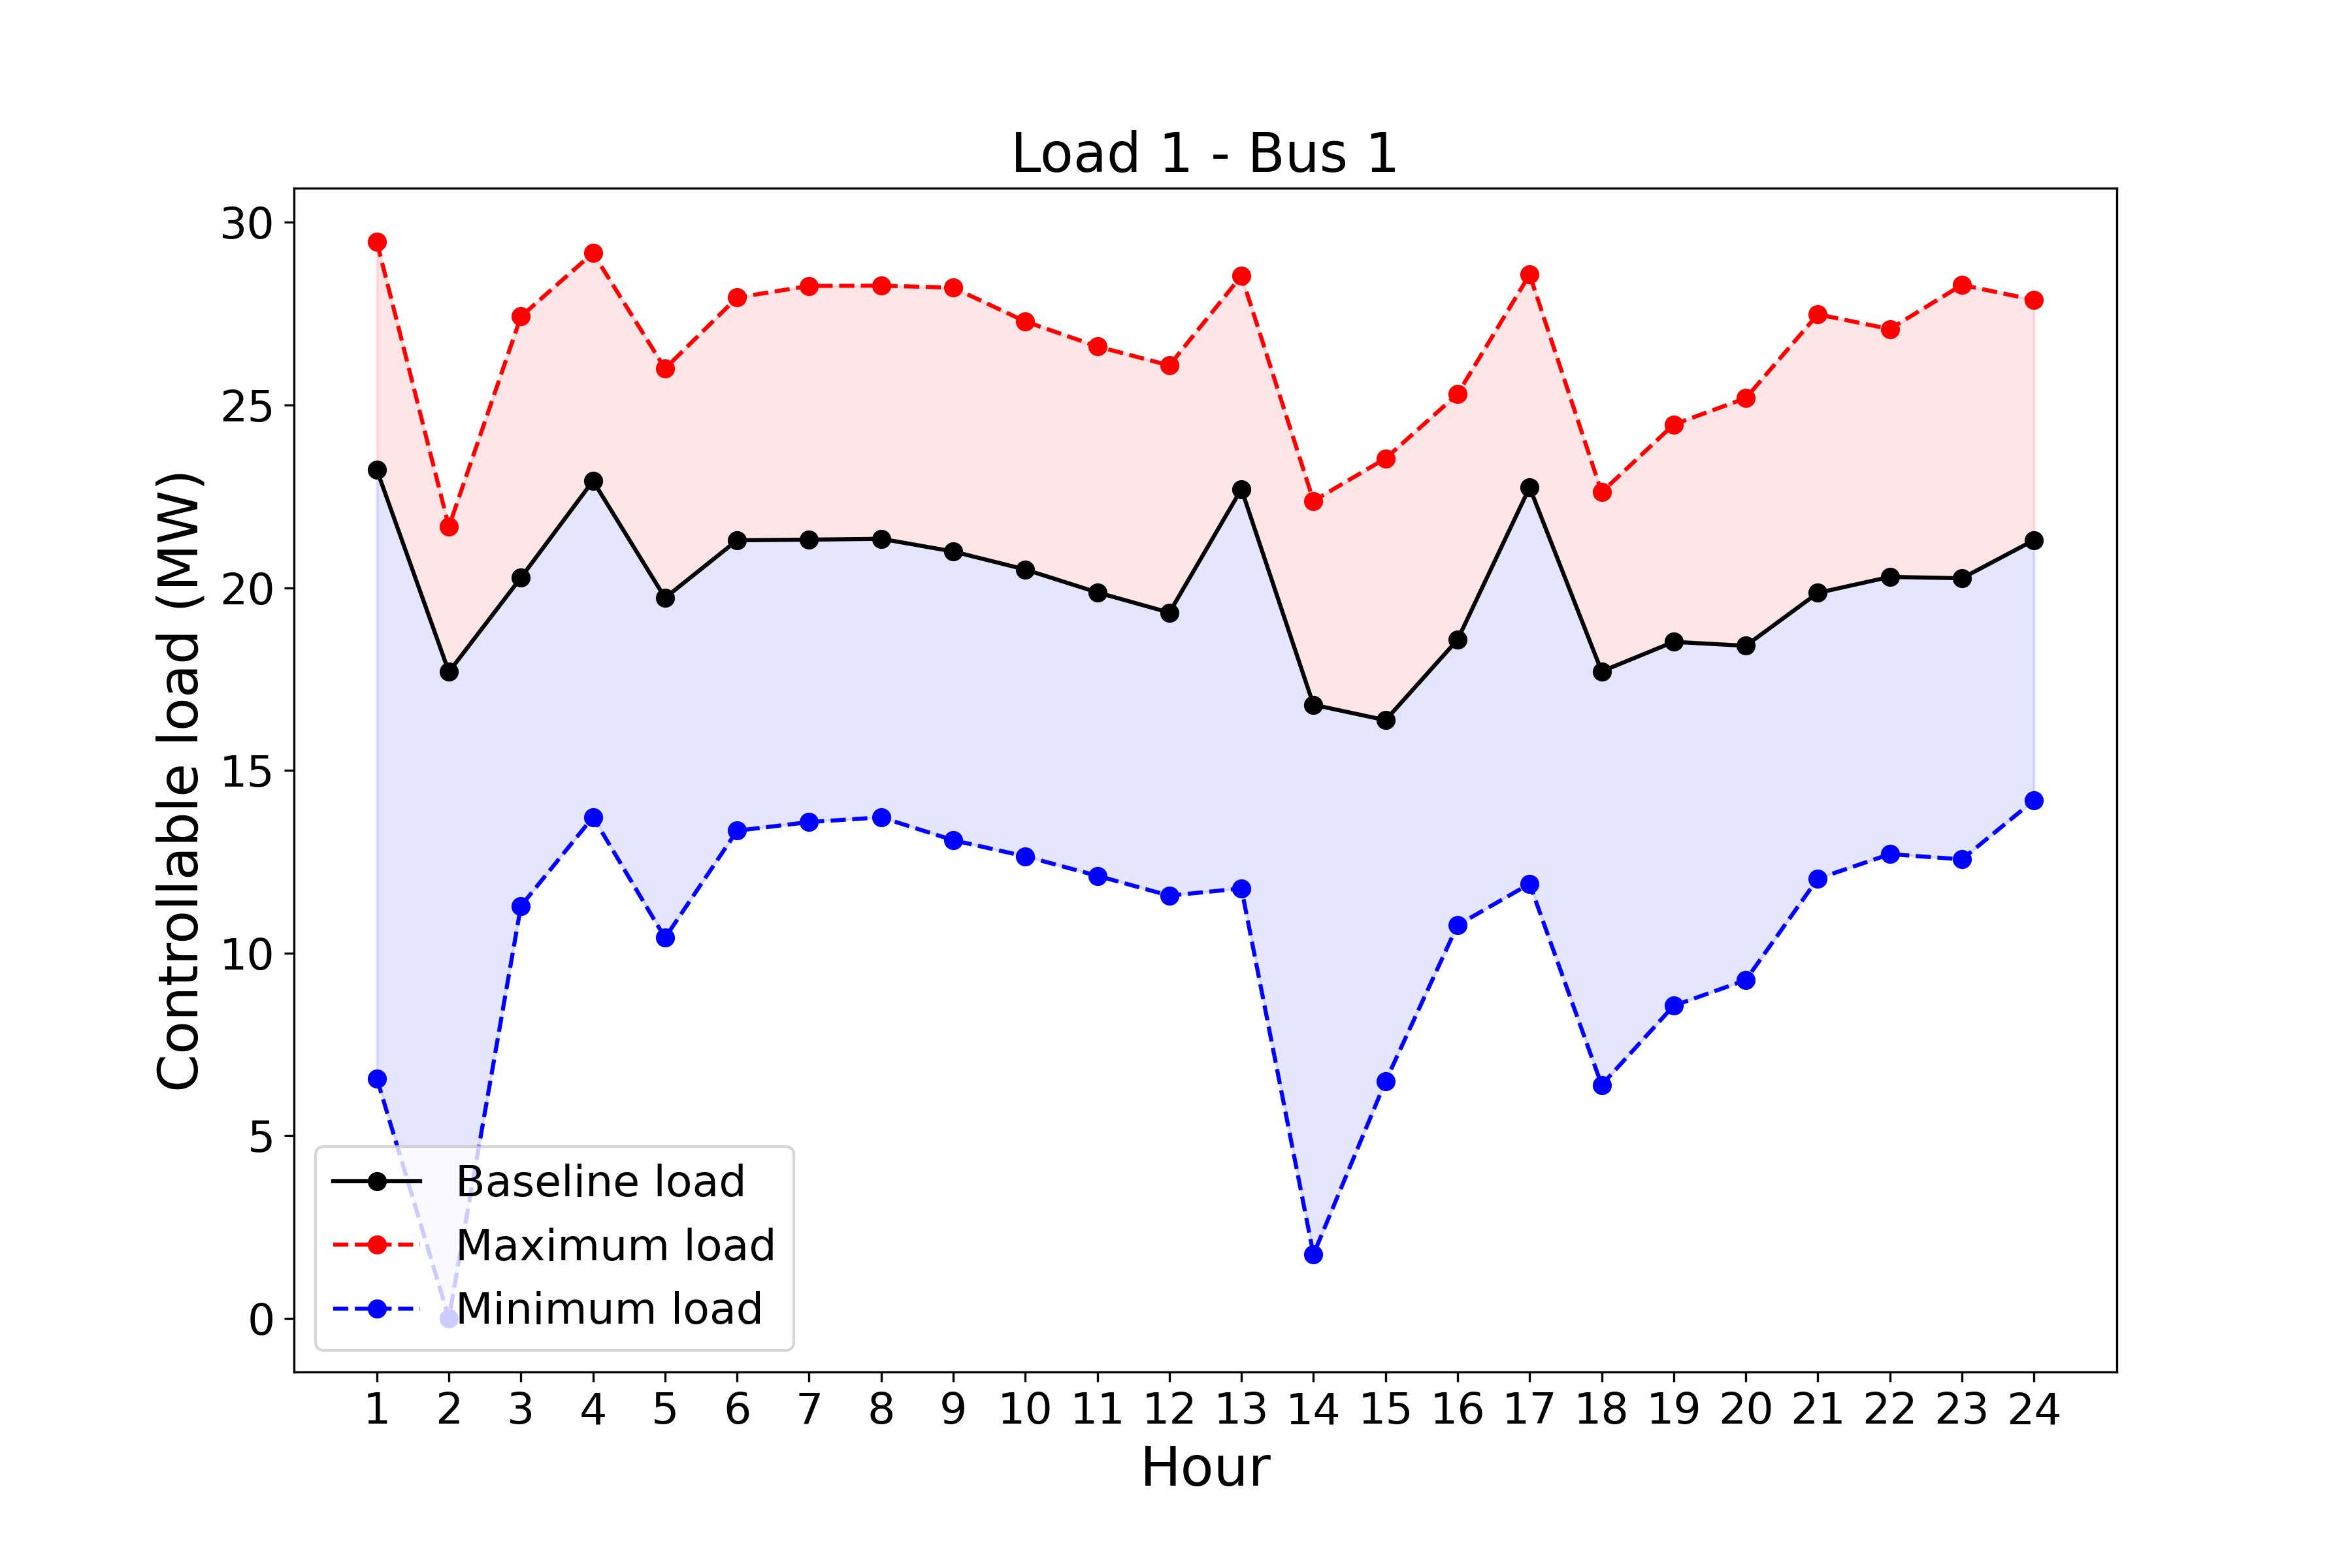 Load 1 - Bus 1
Controllable load (MW)
30
25
20
15
10
5
0
Baseline load
Maximum load
Minimum load
1 2 3 4 5 6 7 8 9 10 11 12 13 14 15 16 17 18 19 20 21 22 23 24
Hour